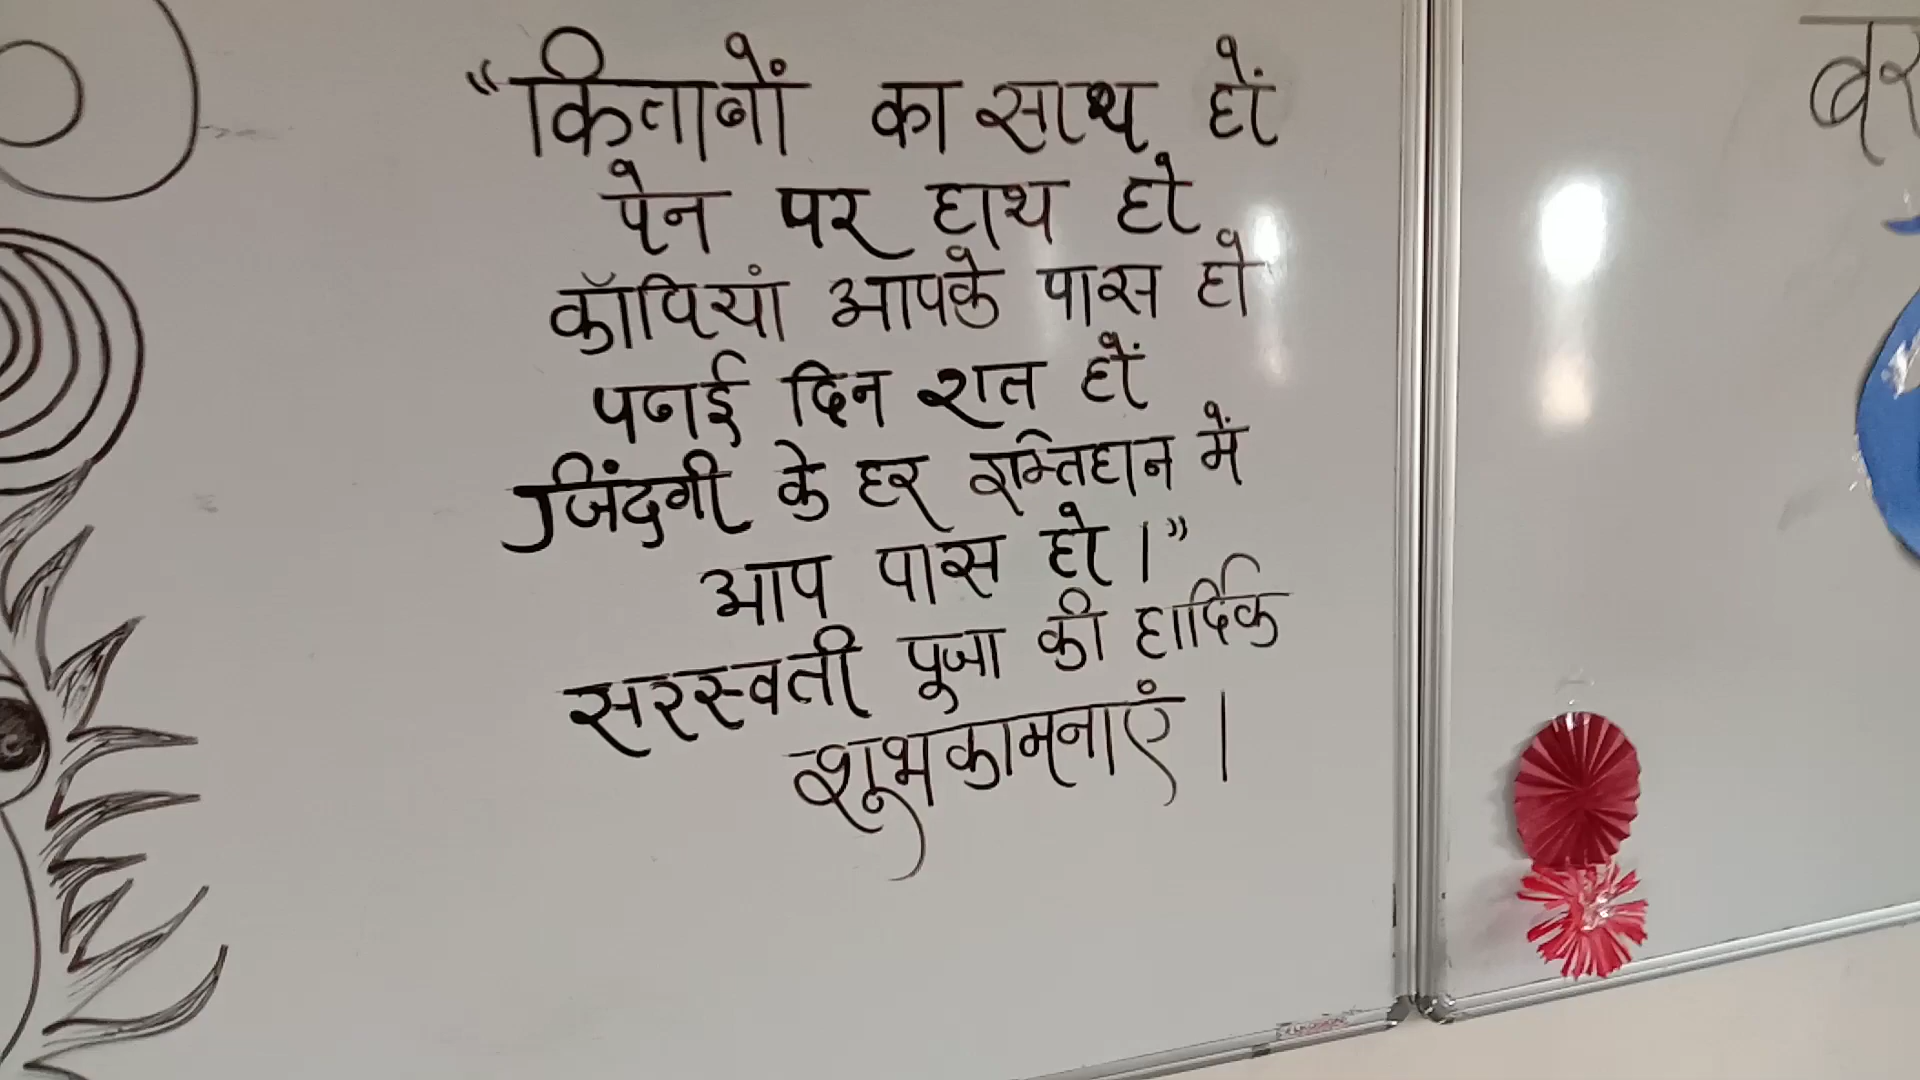 “किताबों का साथ हों
पेन पर हाथ हो
कॉपियां आपके पास हो
पढाई दिन रात हों
जिंदगी के हर इम्तिहान में
आप पास हो।”
सरस्वती पूजा की हार्दिक
शूभकामनाएं।